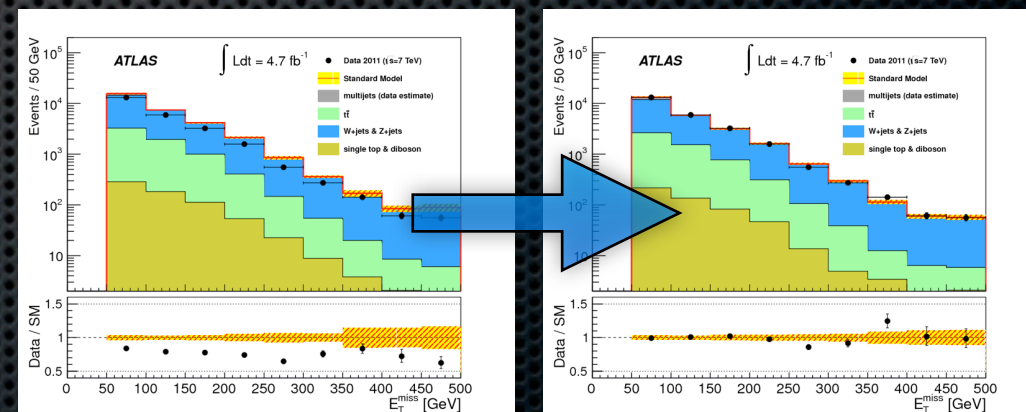 Events / 50 GeV
10⁵
10⁴
10³
10²
10
ATLAS
∫ Ldt = 4.7 fb⁻¹
Data 2011 (√s=7 TeV)
Standard Model
multijets (data estimate)
tt̄
W+jets & Z+jets
single top & diboson
Data / SM
1.5
1
0.5
0 50 100 150 200 250 300 350 400 450 500
E_T^miss [GeV]
Events / 50 GeV
10⁵
10⁴
10³
10²
10
ATLAS
∫ Ldt = 4.7 fb⁻¹
Data 2011 (√s=7 TeV)
Standard Model
multijets (data estimate)
tt̄
W+jets & Z+jets
single top & diboson
Data / SM
1.5
1
0.5
0 50 100 150 200 250 300 350 400 450 500
E_T^miss [GeV]